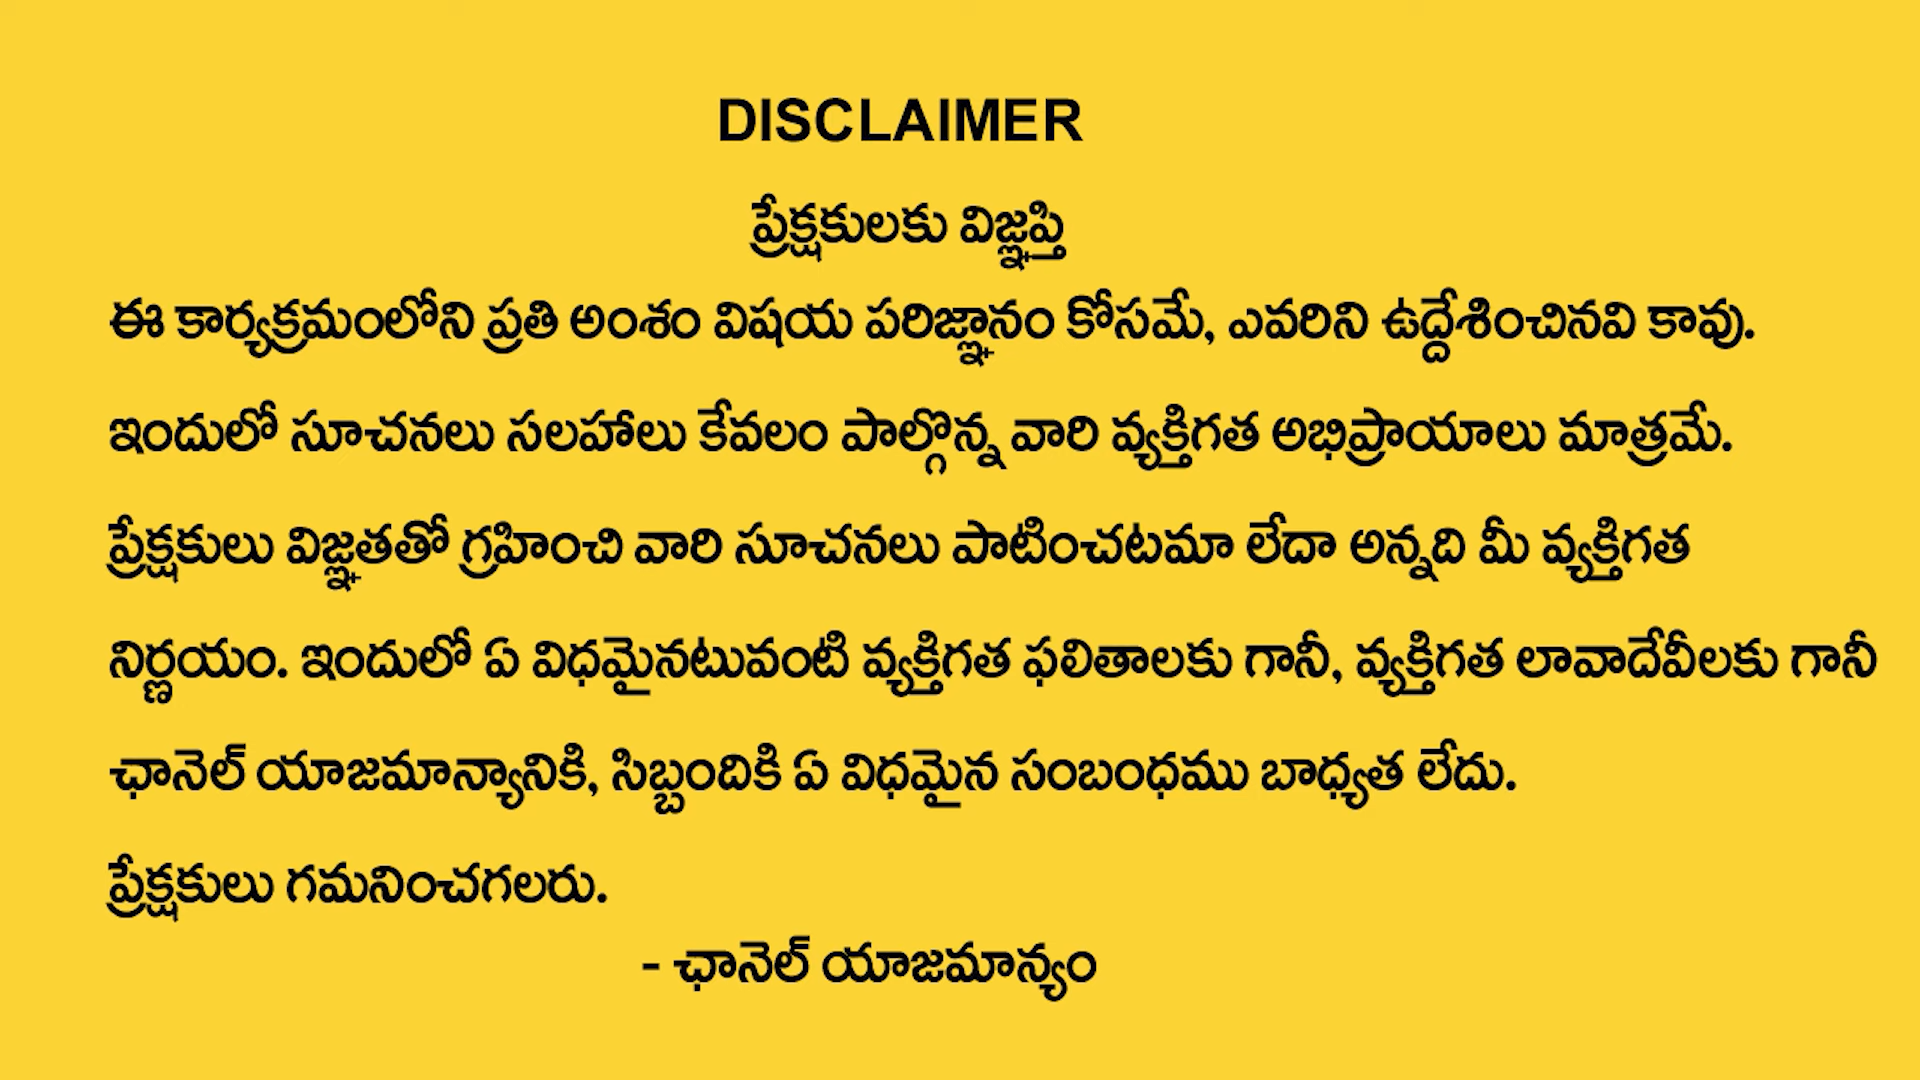 DISCLAIMER
ప్రేక్షకులకు విజ్ఞప్తి
ఈ కార్యక్రమంలోని ప్రతి అంశం విషయ పరిజ్ఞానం కోసమే, ఎవరిని ఉద్దేశించినవి కావు.
ఇందులో సూచనలు సలహాలు కేవలం పాల్గొన్న వారి వ్యక్తిగత అభిప్రాయాలు మాత్రమే.
ప్రేక్షకులు విజ్ఞతతో గ్రహించి వారి సూచనలు పాటించటమా లేదా అన్నది మీ వ్యక్తిగత
నిర్ణయం. ఇందులో ఏ విధమైనటువంటి వ్యక్తిగత ఫలితాలకు గానీ, వ్యక్తిగత లావాదేవీలకు గానీ
ఛానెల్ యాజమాన్యానికి, సిబ్బందికి ఏ విధమైన సంబంధము బాధ్యత లేదు.
ప్రేక్షకులు గమనించగలరు.
- ఛానెల్ యాజమాన్యం